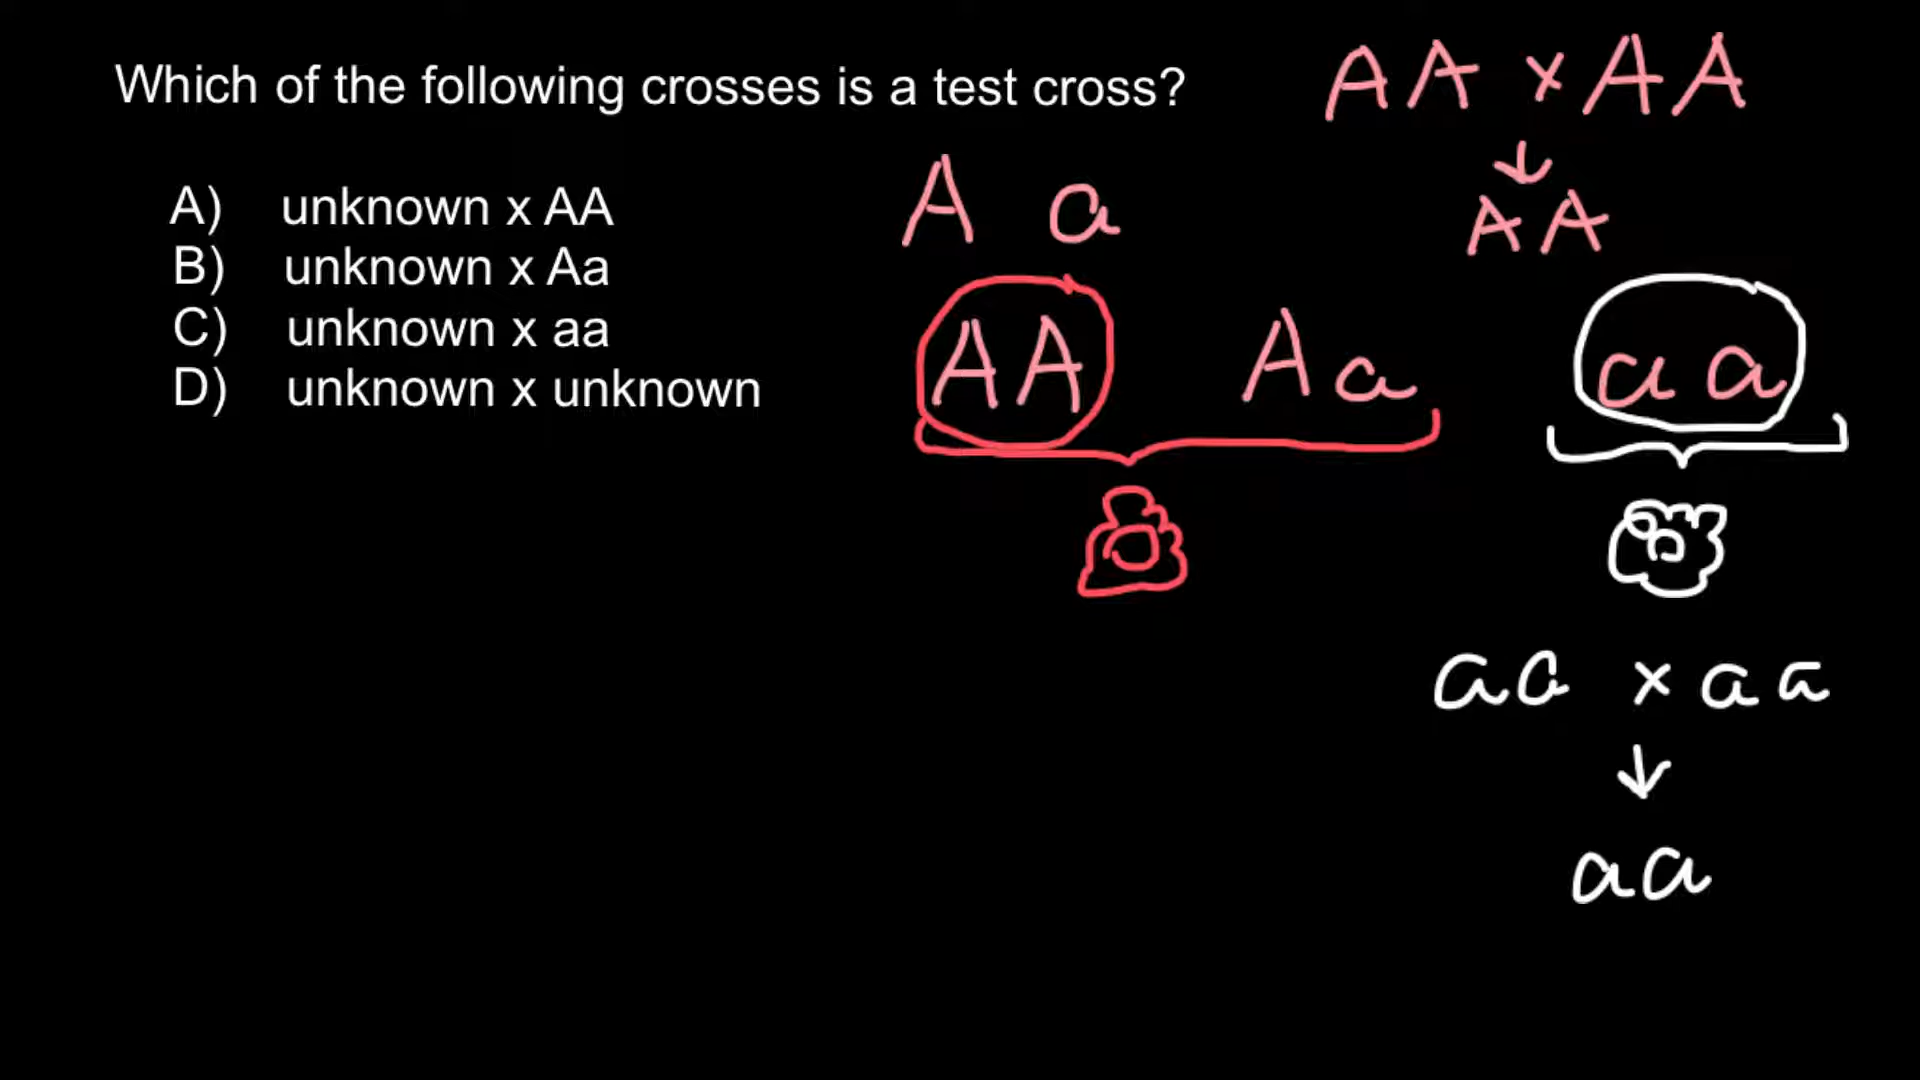 Which of the following crosses is a test cross?
A) unknown x AA
B) unknown x Aa
C) unknown x aa
D) unknown x unknown
AA x AA
AA
A a
AA Aa aa
aa x aa
aa